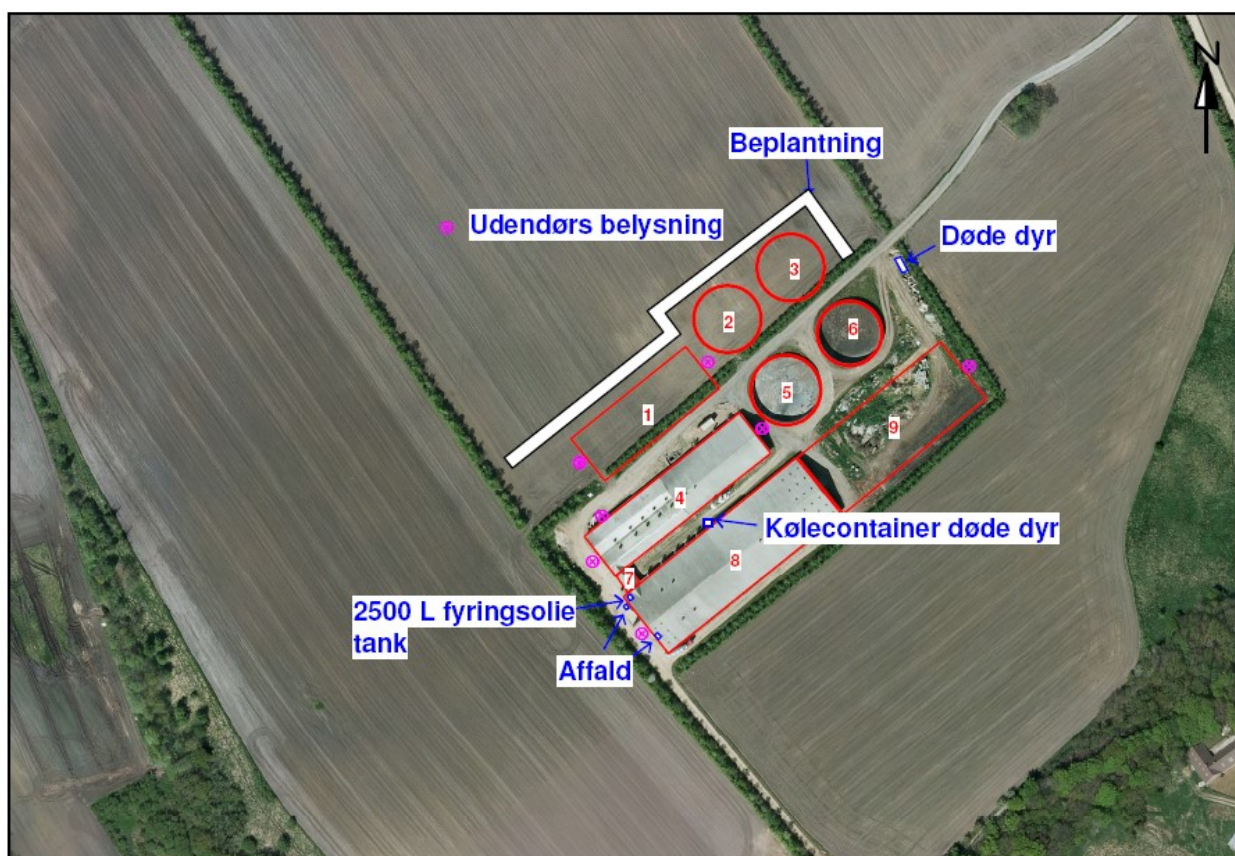 N
Beplantning
Udendørs belysning
Døde dyr
3
2
6
5
1
9
4
Kølecontainer døde dyr
8
7
2500 L fyringsolie
tank
Affald